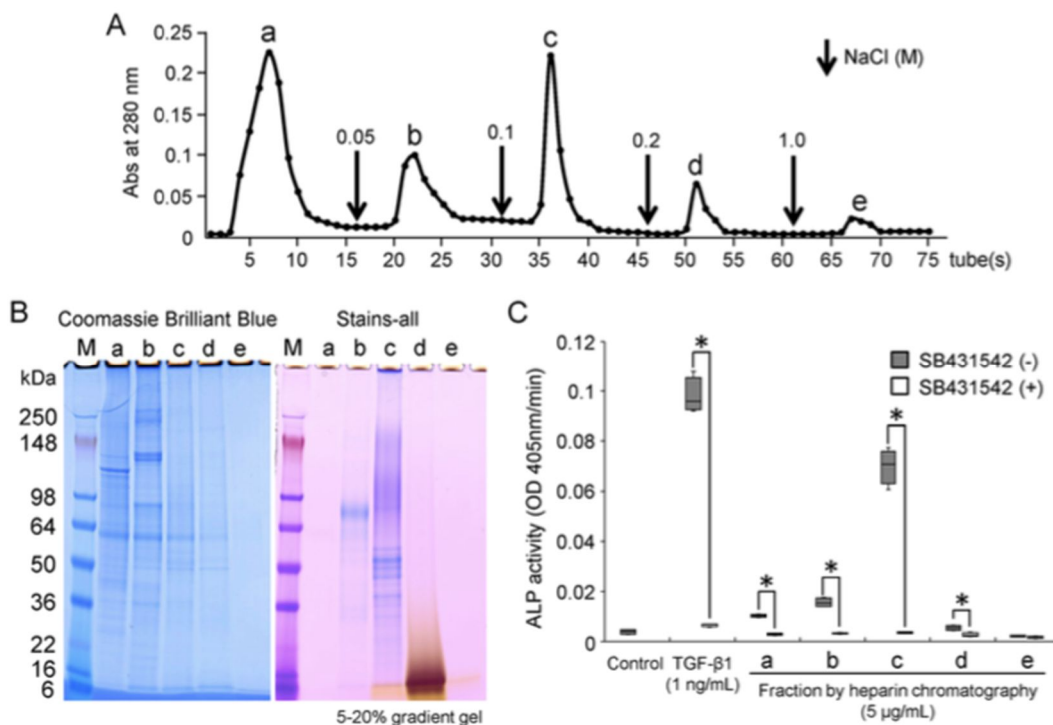 A
0.25
0.2
0.15
0.1
0.05
0
Abs at 280 nm
a
b
c
d
e
0.05
0.1
0.2
1.0
NaCl (M)
5 10 15 20 25 30 35 40 45 50 55 60 65 70 75 tube(s)
B
Coomassie Brilliant Blue
Stains-all
M a b c d e
M a b c d e
kDa
250
148
98
64
50
36
22
16
6
5-20% gradient gel
C
0.12
0.1
0.08
0.06
0.04
0.02
0
ALP activity (OD 405nm/min)
SB431542 (-)
SB431542 (+)
* * * * * *
Control TGF-β1 a b c d e
(1 ng/mL)
Fraction by heparin chromatography
(5 μg/mL)